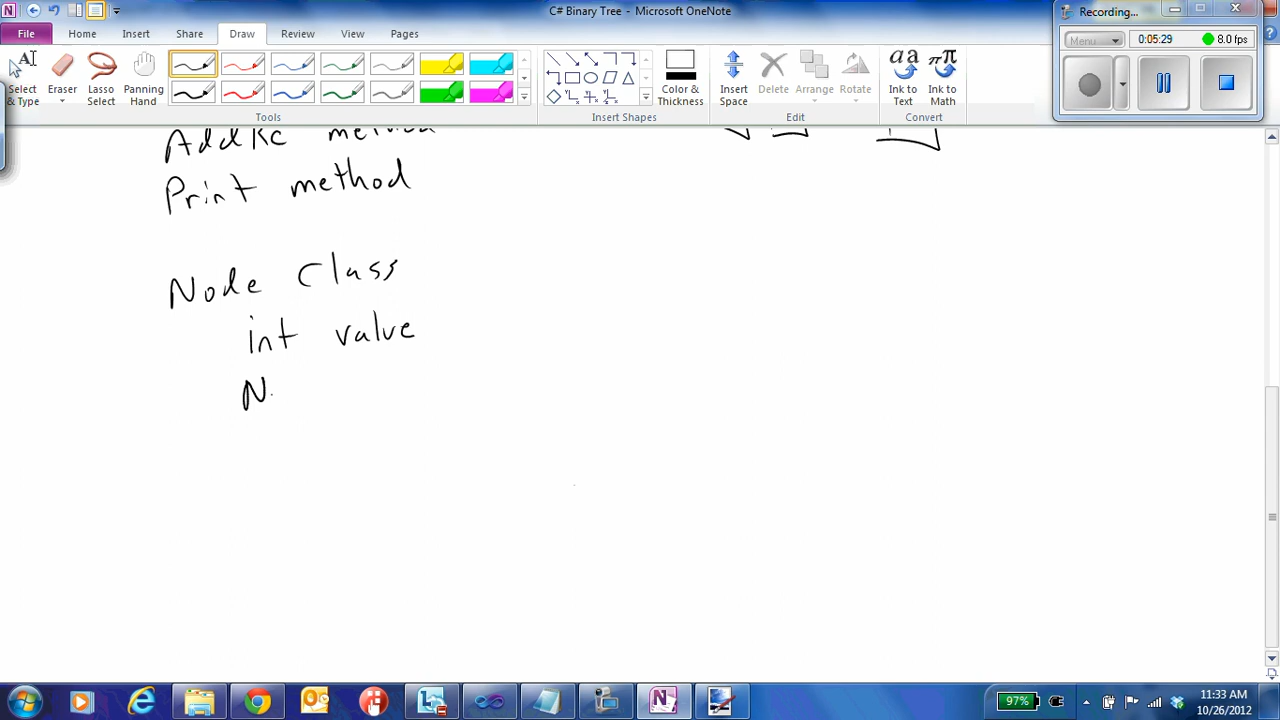 C# Binary Tree - Microsoft OneNote
Recording...
File Home Insert Share Draw Review View Pages
Menu 0:05:29 8.0 fps
Select & Type
Eraser
Lasso Select
Panning Hand
Color & Thickness
Insert Space
Delete
Arrange
Rotate
Ink to Text
Ink to Math
Tools
Insert Shapes
Edit
Convert
AddRc method
Print method
Node Class
int value
N
97%
11:33 AM
10/26/2012